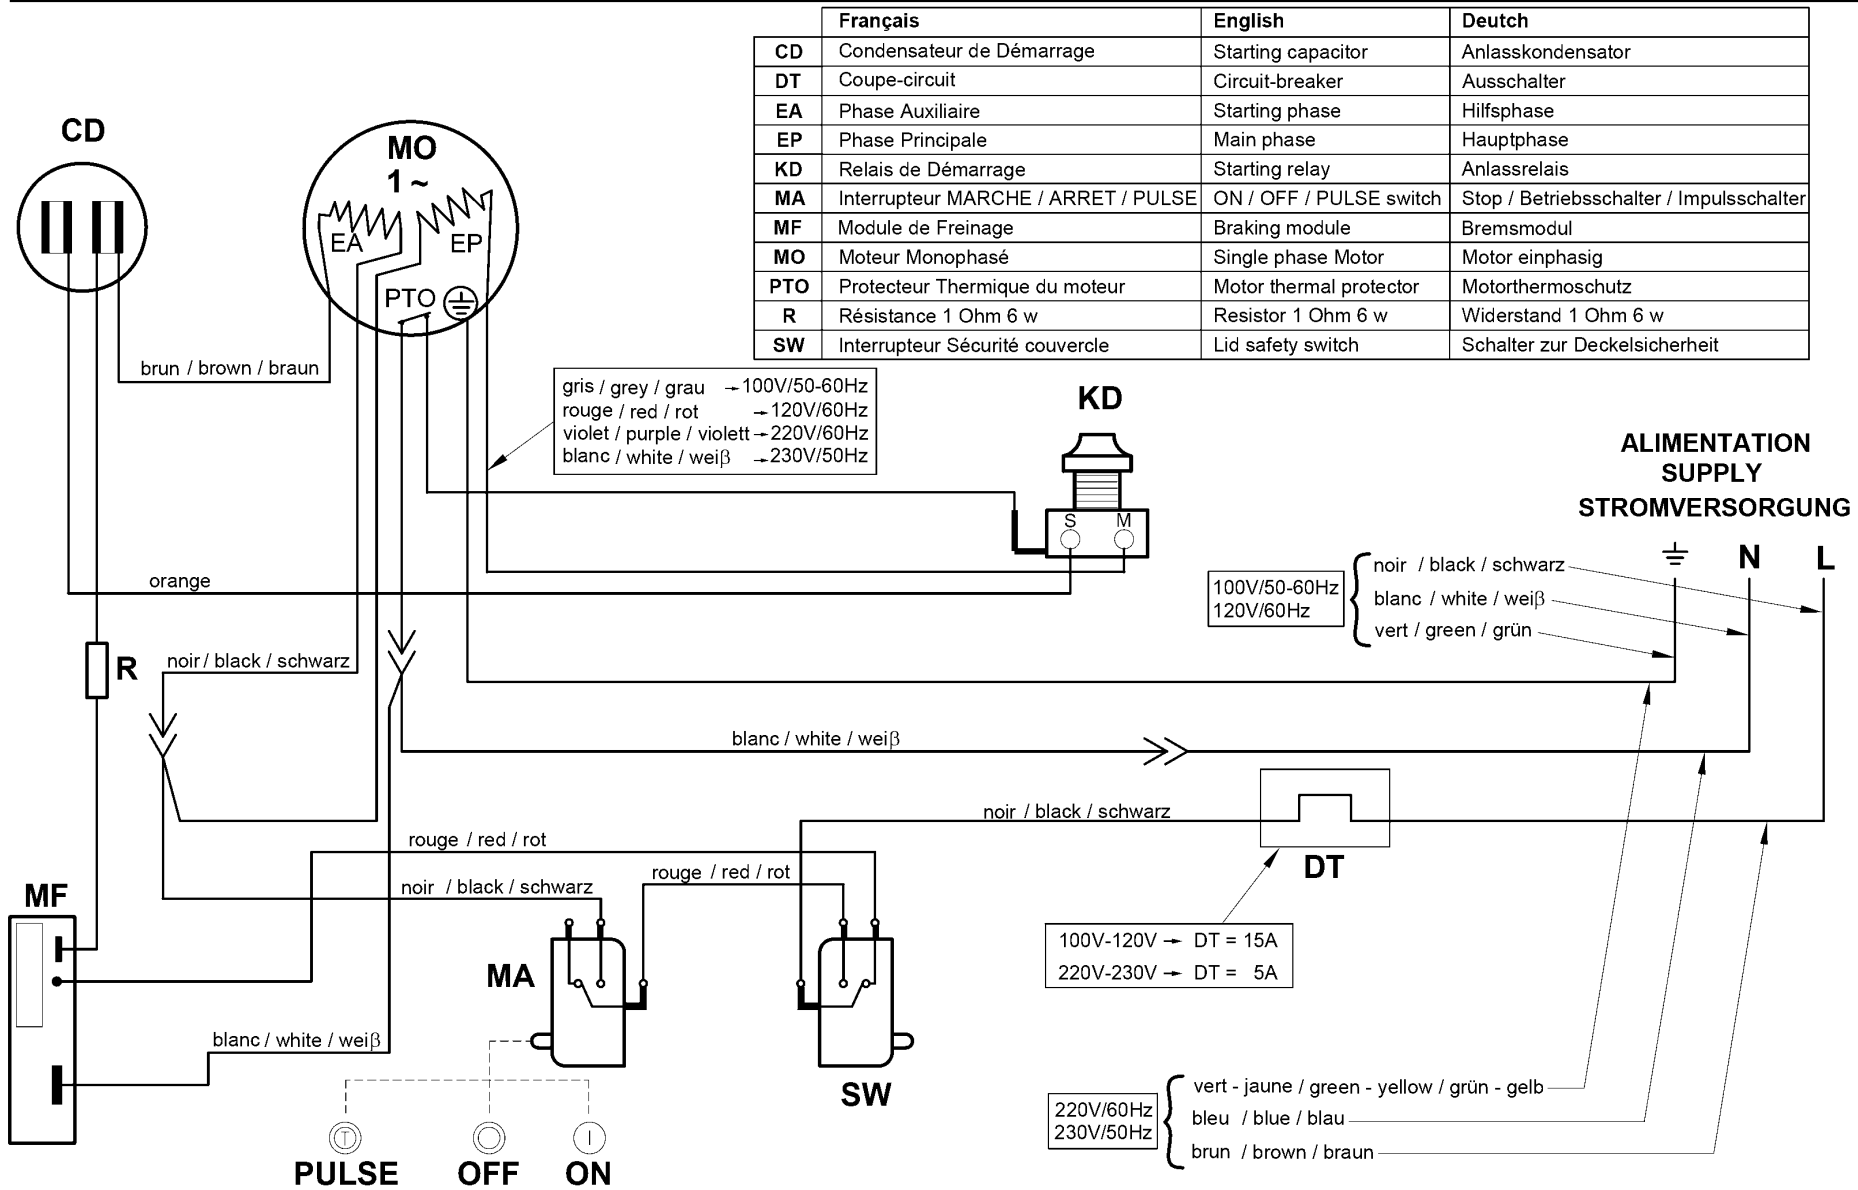 Français English Deutch
CD Condensateur de Démarrage Starting capacitor Anlasskondensator
DT Coupe-circuit Circuit-breaker Ausschalter
EA Phase Auxiliaire Starting phase Hilfsphase
EP Phase Principale Main phase Hauptphase
KD Relais de Démarrage Starting relay Anlassrelais
MA Interrupteur MARCHE / ARRET / PULSE ON / OFF / PULSE switch Stop / Betriebsschalter / Impulsschalter
MF Module de Freinage Braking module Bremsmodul
MO Moteur Monophasé Single phase Motor Motor einphasig
PTO Protecteur Thermique du moteur Motor thermal protector Motorthermoschutz
R Résistance 1 Ohm 6 w Resistor 1 Ohm 6 w Widerstand 1 Ohm 6 w
SW Interrupteur Sécurité couvercle Lid safety switch Schalter zur Deckelsicherheit
CD
MO
1 ~
EA
EP
PTO
brun / brown / braun
gris / grey / grau → 100V/50-60Hz
rouge / red / rot → 120V/60Hz
violet / purple / violett → 220V/60Hz
blanc / white / weiβ → 230V/50Hz
KD
S M
ALIMENTATION
SUPPLY
STROMVERSORGUNG
N L
100V/50-60Hz
120V/60Hz
noir / black / schwarz
blanc / white / weiβ
vert / green / grün
orange
R
noir / black / schwarz
blanc / white / weiβ
noir / black / schwarz
DT
rouge / red / rot
noir / black / schwarz
rouge / red / rot
MF
MA
SW
100V-120V → DT = 15A
220V-230V → DT = 5A
blanc / white / weiβ
220V/60Hz
230V/50Hz
vert - jaune / green - yellow / grün - gelb
bleu / blue / blau
brun / brown / braun
T
I
PULSE OFF ON